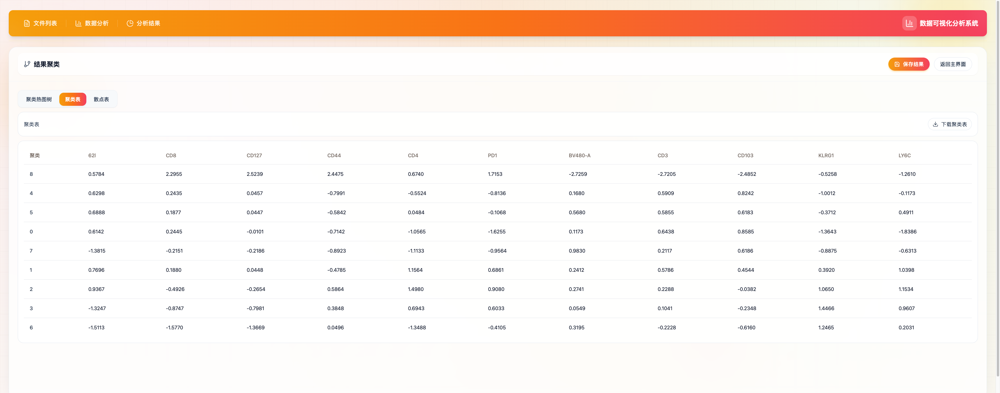 文件列表 数据分析 分析结果 数据可视化分析系统
结果聚类 保存结果 返回主界面
聚类热图树 聚类表 散点表
聚类表 下载聚类表
聚类 62l CD8 CD127 CD44 CD4 PD1 BV480-A CD3 CD103 KLRG1 LY6C
8 0.5784 2.2955 2.5239 2.4475 0.6740 1.7153 -2.7259 -2.7205 -2.4852 -0.5258 -1.2610
4 0.6298 0.2435 0.0457 -0.7991 -0.5524 -0.8136 0.1680 0.5909 0.8242 -1.0012 -0.1173
5 0.6888 0.1877 0.0447 -0.5842 0.0484 -0.1068 0.5680 0.5855 0.6183 -0.3712 0.4911
0 0.6142 0.2445 -0.0101 -0.7142 -1.0565 -1.6255 0.1173 0.6438 0.8585 -1.3643 -1.8386
7 -1.3815 -0.2151 -0.2186 -0.8923 -1.1133 -0.9564 0.9830 0.2117 0.6186 -0.8875 -0.6313
1 0.7696 0.1880 0.0448 -0.4785 1.1564 0.6861 0.2412 0.5786 0.4544 0.3920 1.0398
2 0.9367 -0.4926 -0.2654 0.5864 1.4980 0.9080 0.2741 0.2288 -0.0382 1.0650 1.1534
3 -1.3247 -0.8747 -0.7981 0.3848 0.6943 0.6033 0.0549 0.1041 -0.2348 1.4466 0.9607
6 -1.5113 -1.5770 -1.3669 0.0496 -1.3488 -0.4105 0.3195 -0.2228 -0.6160 1.2465 0.2031